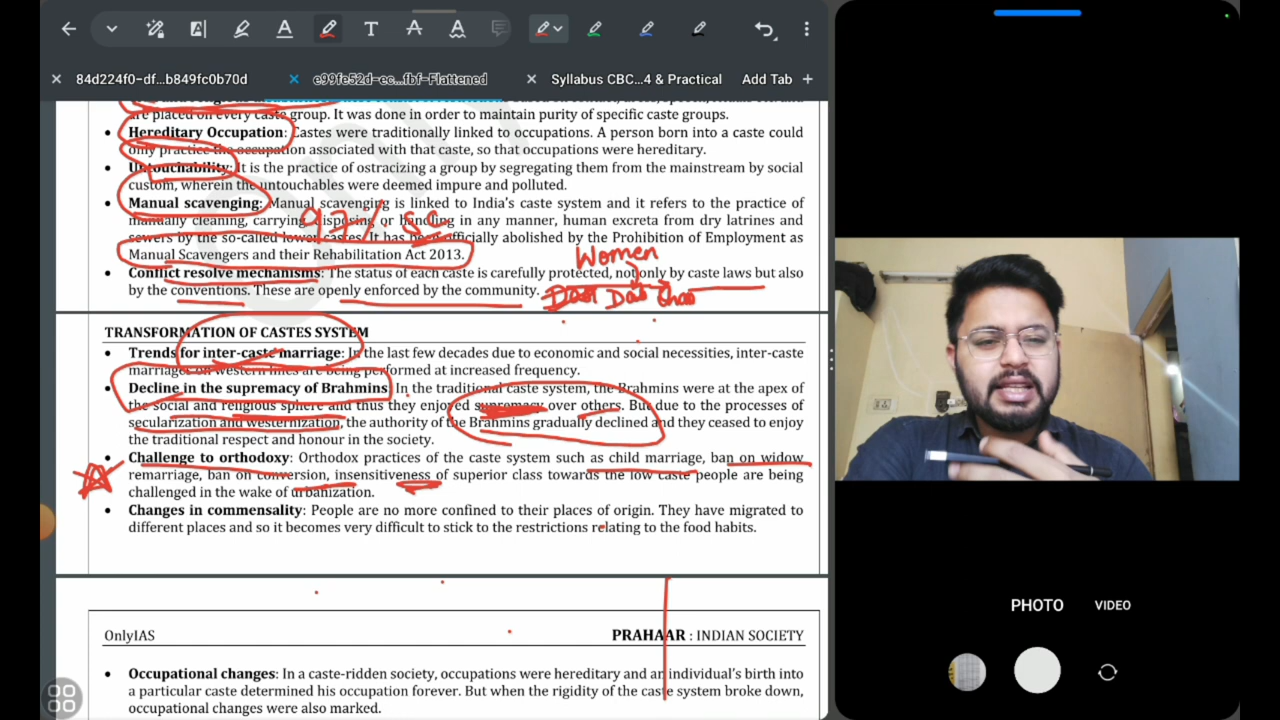 84d224f0-df...b849fc0b70d
e99fe52d-ec...fbf-Flattened
Syllabus CBC...4 & Practical
Add Tab +
are placed on every caste group. It was done in order to maintain purity of specific caste groups.
• Hereditary Occupation: Castes were traditionally linked to occupations. A person born into a caste could
only practice the occupation associated with that caste, so that occupations were hereditary.
• Untouchability: It is the practice of ostracizing a group by segregating them from the mainstream by social
custom, wherein the untouchables were deemed impure and polluted.
• Manual scavenging: Manual scavenging is linked to India's caste system and it refers to the practice of
manually cleaning, carrying, disposing or handling in any manner, human excreta from dry latrines and
97% SC
sewers by the so-called lower castes. It has been officially abolished by the Prohibition of Employment as
Manual Scavengers and their Rehabilitation Act 2013.
Women
• Conflict resolve mechanisms: The status of each caste is carefully protected, not only by caste laws but also
by the conventions. These are openly enforced by the community.
TRANSFORMATION OF CASTES SYSTEM
• Trends for inter-caste marriage: In the last few decades due to economic and social necessities, inter-caste
marriages on western lines are being performed at increased frequency.
• Decline in the supremacy of Brahmins: In the traditional caste system, the Brahmins were at the apex of
the social and religious sphere and thus they enjoyed supremacy over others. But due to the processes of
secularization and westernization, the authority of the Brahmins gradually declined and they ceased to enjoy
the traditional respect and honour in the society.
• Challenge to orthodoxy: Orthodox practices of the caste system such as child marriage, ban on widow
remarriage, ban on conversion, insensitiveness of superior class towards the low caste people are being
challenged in the wake of urbanization.
• Changes in commensality: People are no more confined to their places of origin. They have migrated to
different places and so it becomes very difficult to stick to the restrictions relating to the food habits.
OnlyIAS
PRAHAAR : INDIAN SOCIETY
• Occupational changes: In a caste-ridden society, occupations were hereditary and an individual's birth into
a particular caste determined his occupation forever. But when the rigidity of the caste system broke down,
occupational changes were also marked.
PHOTO
VIDEO